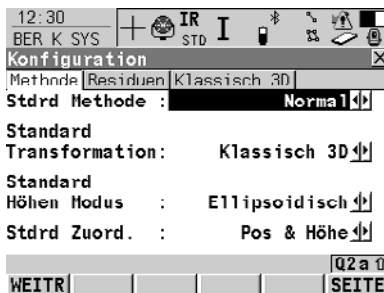 12:30
BER K SYS
IR
STD
I
Konfiguration
Methode Residuen Klassisch 3D
Stdrd Methode : Normal
Standard
Transformation: Klassisch 3D
Standard
Höhen Modus : Ellipsoidisch
Stdrd Zuord. : Pos & Höhe
Q2a⇧
WEITR SEITE